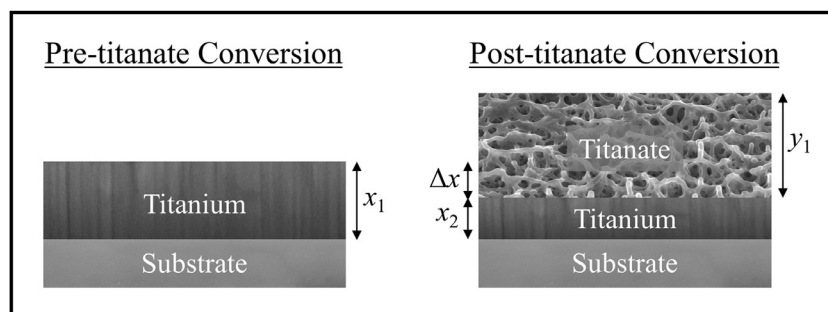 Pre-titanate Conversion
Titanium
x₁
Substrate
Post-titanate Conversion
Titanate
y₁
Δx
x₂
Titanium
Substrate